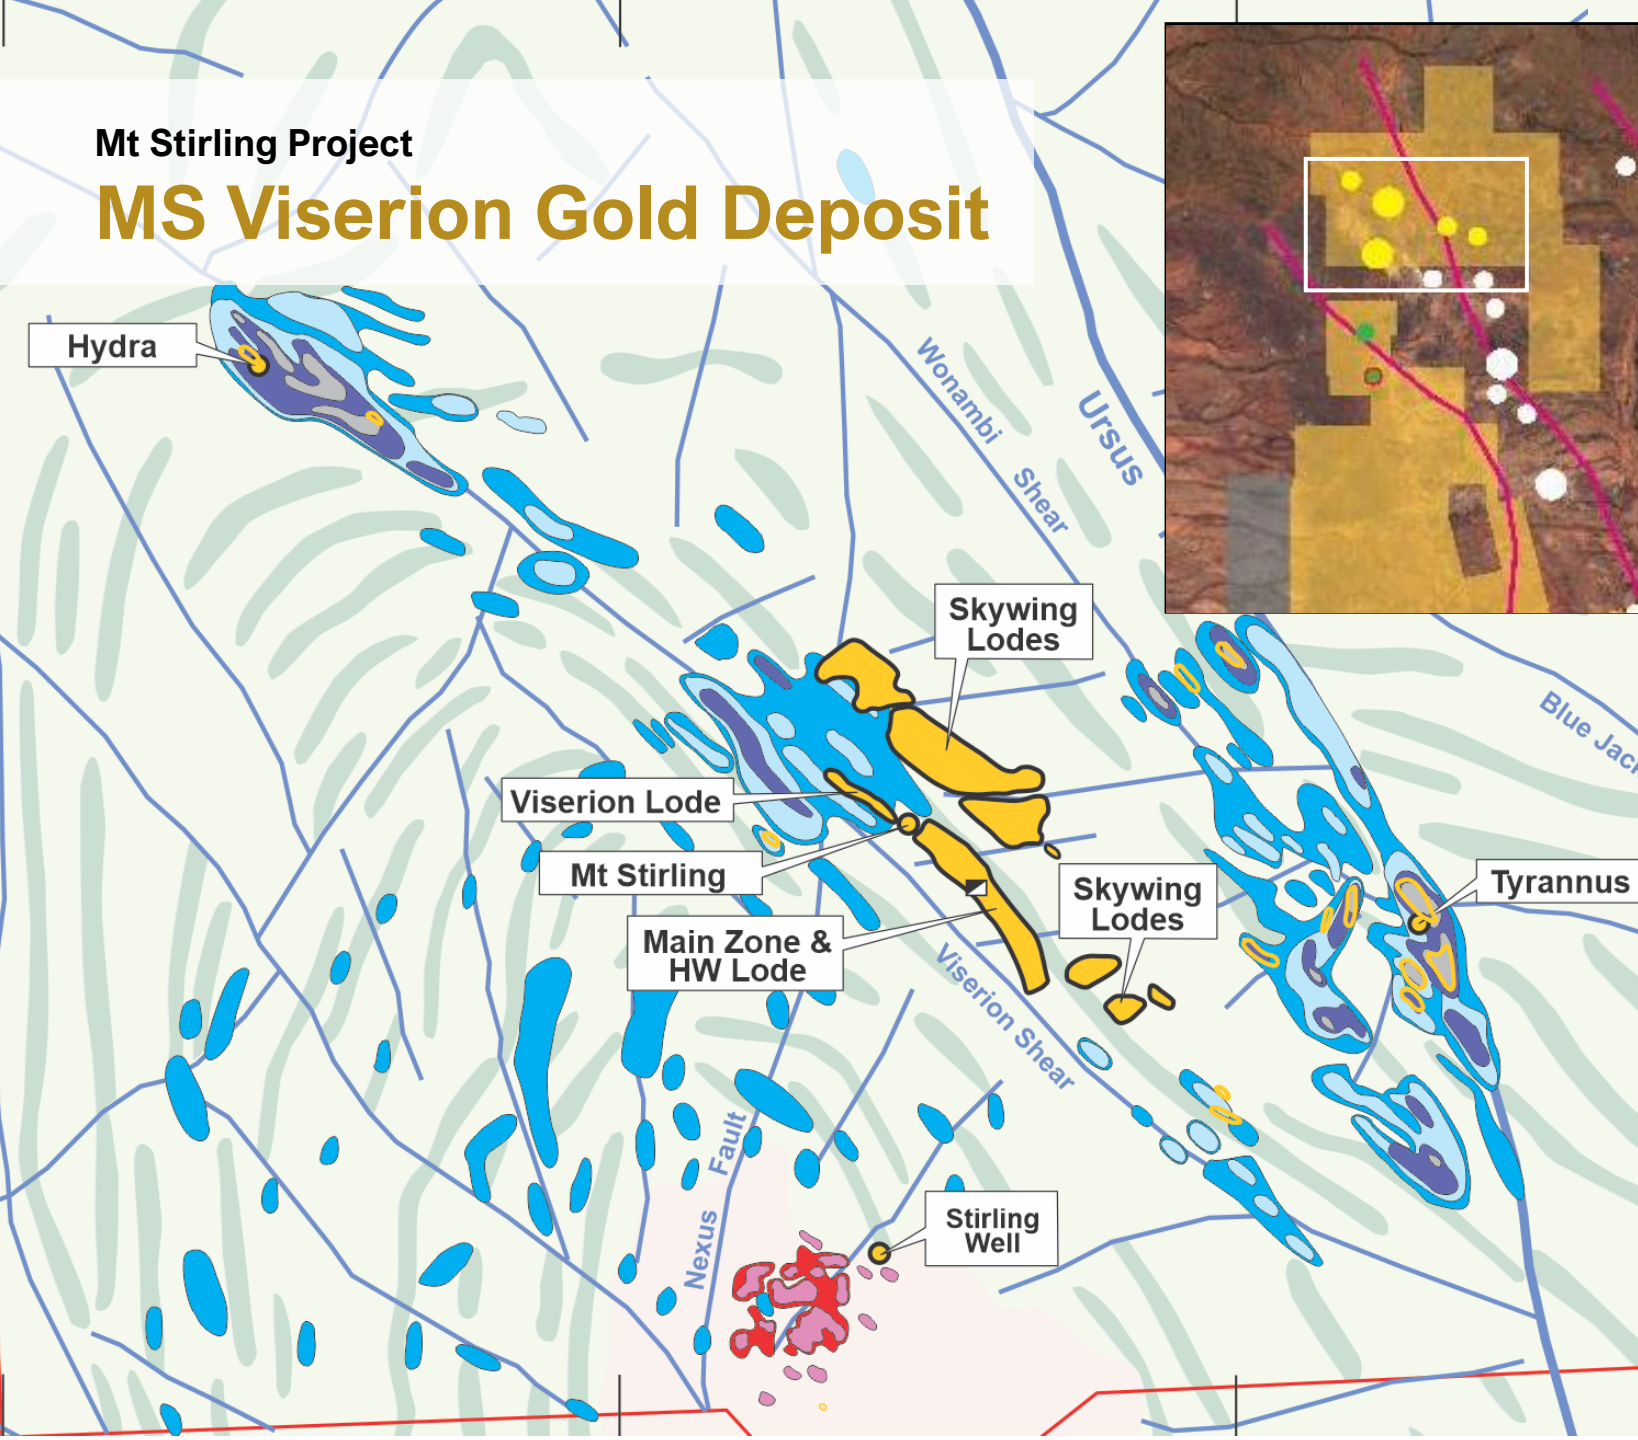 Mt Stirling Project
MS Viserion Gold Deposit
Hydra
Wonambi
Shear
Ursus
Skywing
Lodes
Blue Jack
Viserion Lode
Mt Stirling
Skywing
Lodes
Tyrannus
Main Zone &
HW Lode
Viserion Shear
Nexus Fault
Stirling
Well